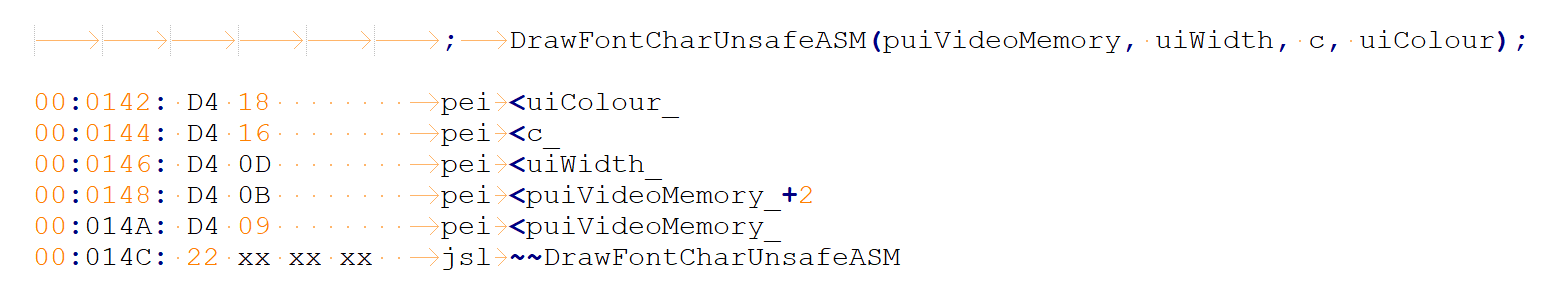 ; DrawFontCharUnsafeASM(puiVideoMemory, uiWidth, c, uiColour);
00:0142: D4 18 pei <uiColour_
00:0144: D4 16 pei <c_
00:0146: D4 0D pei <uiWidth_
00:0148: D4 0B pei <puiVideoMemory_+2
00:014A: D4 09 pei <puiVideoMemory_
00:014C: 22 xx xx xx jsl ~~DrawFontCharUnsafeASM